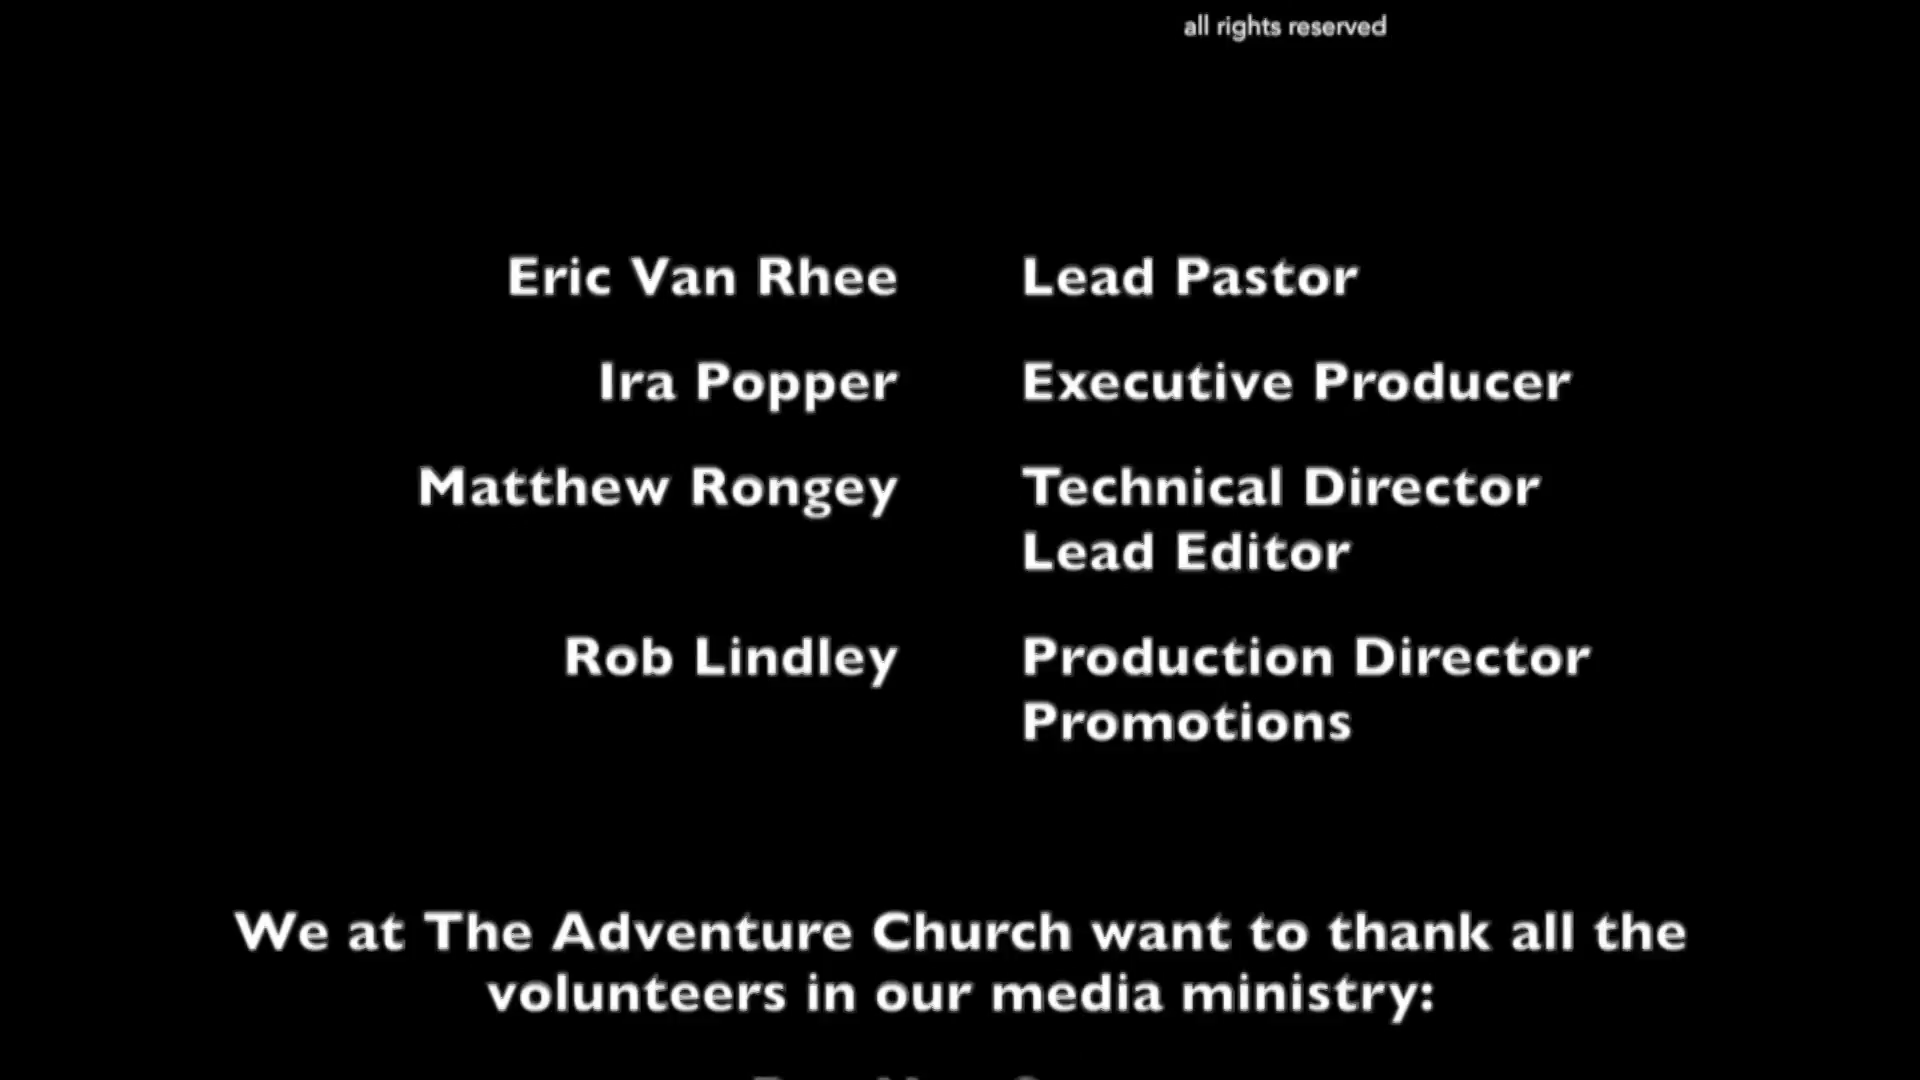 all rights reserved
Eric Van Rhee Lead Pastor
Ira Popper Executive Producer
Matthew Rongey Technical Director
Lead Editor
Rob Lindley Production Director
Promotions
We at The Adventure Church want to thank all the
volunteers in our media ministry: